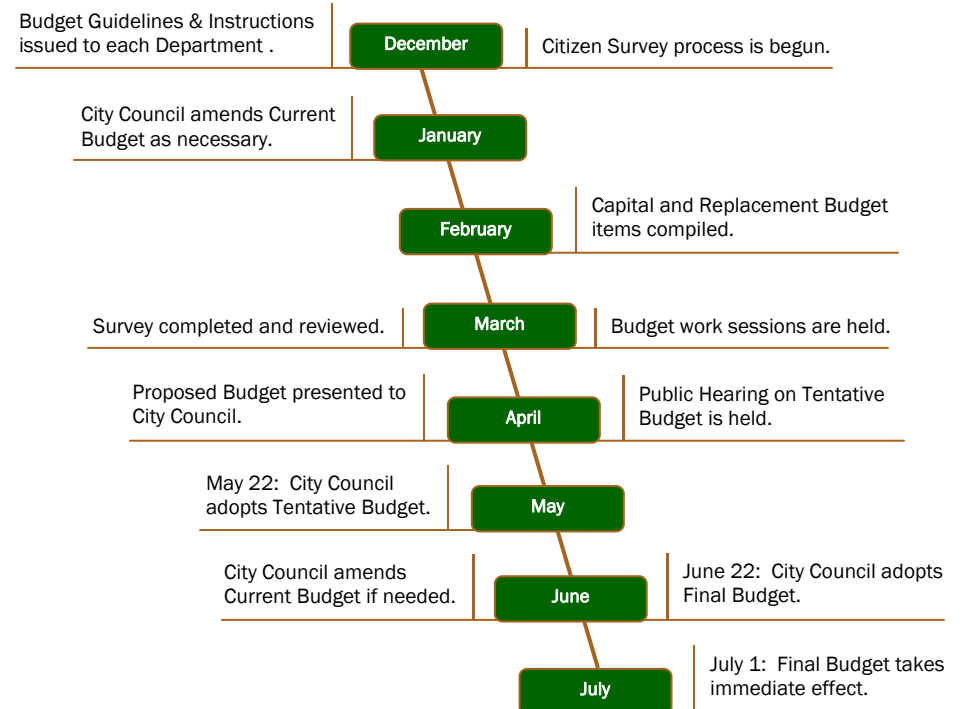 Budget Guidelines & Instructions
issued to each Department .
December
Citizen Survey process is begun.
City Council amends Current
Budget as necessary.
January
February
Capital and Replacement Budget
items compiled.
Survey completed and reviewed.
March
Budget work sessions are held.
Proposed Budget presented to
City Council.
April
Public Hearing on Tentative
Budget is held.
May 22:  City Council
adopts Tentative Budget.
May
City Council amends
Current Budget if needed.
June
June 22:  City Council adopts
Final Budget.
July
July 1:  Final Budget takes
immediate effect.